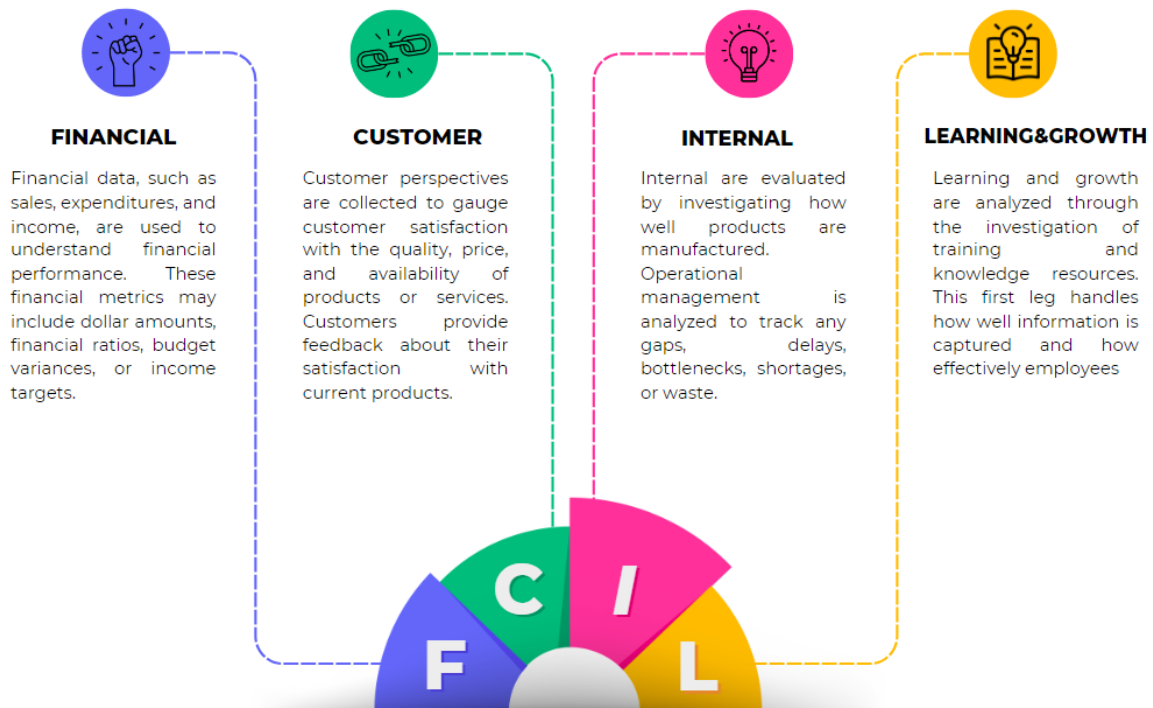 FINANCIAL
Financial data, such as
sales, expenditures, and
income, are used to
understand financial
performance. These
financial metrics may
include dollar amounts,
financial ratios, budget
variances, or income
targets.
CUSTOMER
Customer perspectives
are collected to gauge
customer satisfaction
with the quality, price,
and availability of
products or services.
Customers provide
feedback about their
satisfaction with
current products.
INTERNAL
Internal are evaluated
by investigating how
well products are
manufactured.
Operational
management is
analyzed to track any
gaps, delays,
bottlenecks, shortages,
or waste.
LEARNING&GROWTH
Learning and growth
are analyzed through
the investigation of
training and
knowledge resources.
This first leg handles
how well information is
captured and how
effectively employees
F
C
I
L